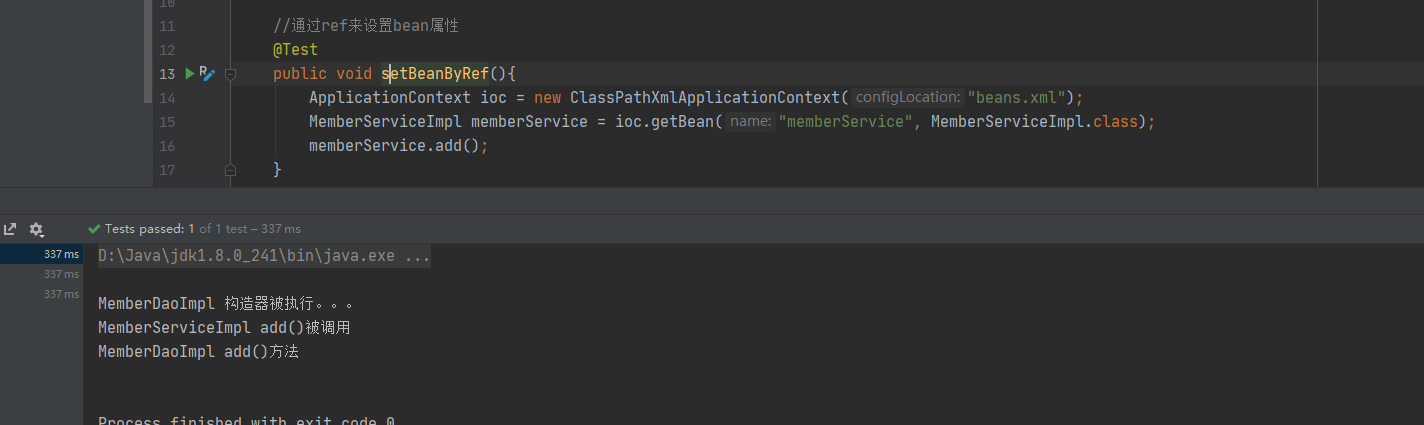 10
11 //通过ref来设置bean属性
12 @Test
13 public void setBeanByRef(){
14 ApplicationContext ioc = new ClassPathXmlApplicationContext( configLocation: "beans.xml");
15 MemberServiceImpl memberService = ioc.getBean( name: "memberService", MemberServiceImpl.class);
16 memberService.add();
17 }
Tests passed: 1 of 1 test – 337 ms
337 ms D:\Java\jdk1.8.0_241\bin\java.exe ...
337 ms
337 ms
MemberDaoImpl 构造器被执行。。。
MemberServiceImpl add()被调用
MemberDaoImpl add()方法
Process finished with exit code 0